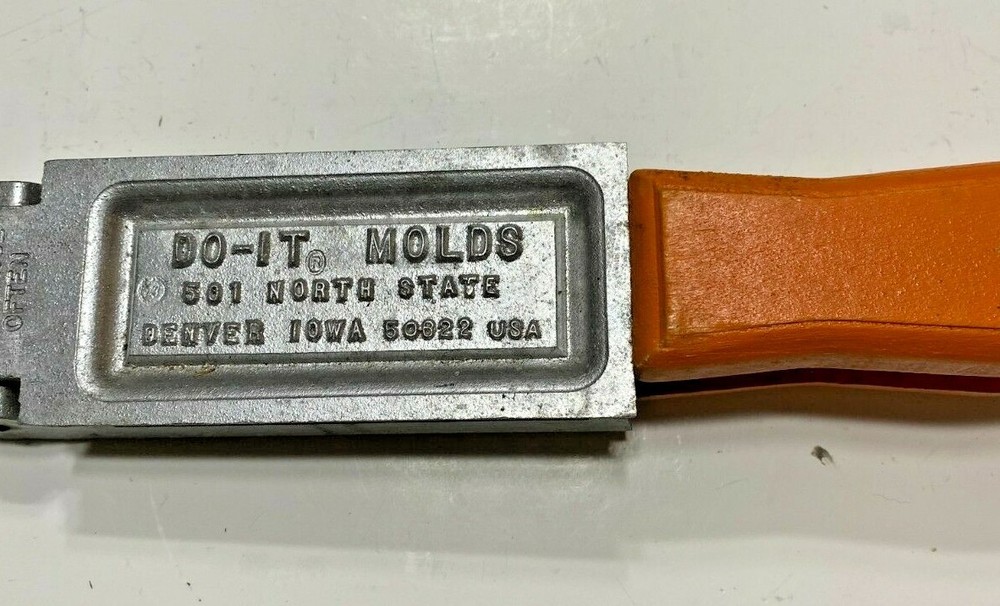 DO-IT® MOLDS
501 NORTH STATE
DENVER IOWA 50622 USA
OFTEN